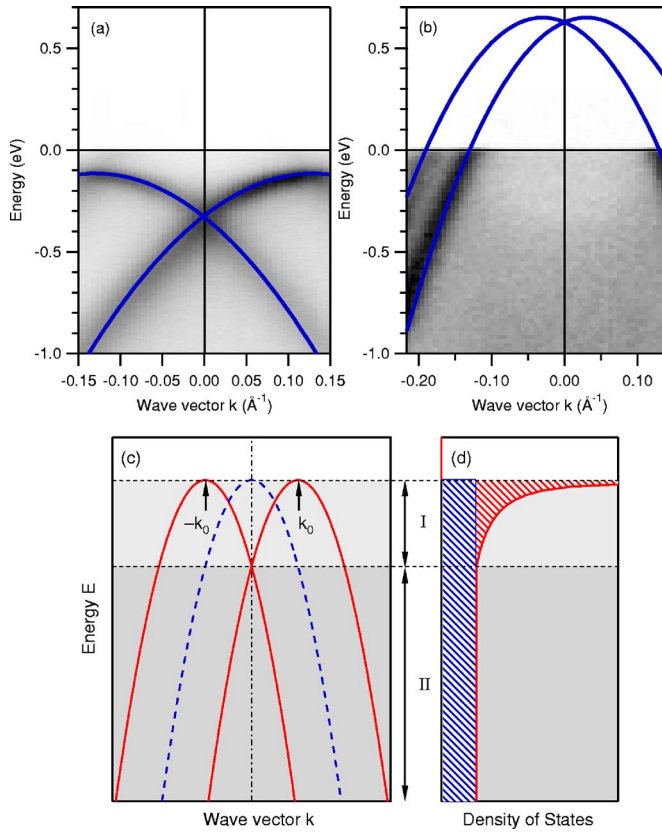 (a)
0.5
0.0
-0.5
-1.0
Energy (eV)
-0.15 -0.10 -0.05 0.00 0.05 0.10 0.15
Wave vector k (Å⁻¹)
(b)
0.5
0.0
-0.5
-1.0
Energy (eV)
-0.20 -0.10 0.00 0.10
Wave vector k (Å⁻¹)
(c)
−k₀
k₀
I
II
Energy E
Wave vector k
(d)
Density of States